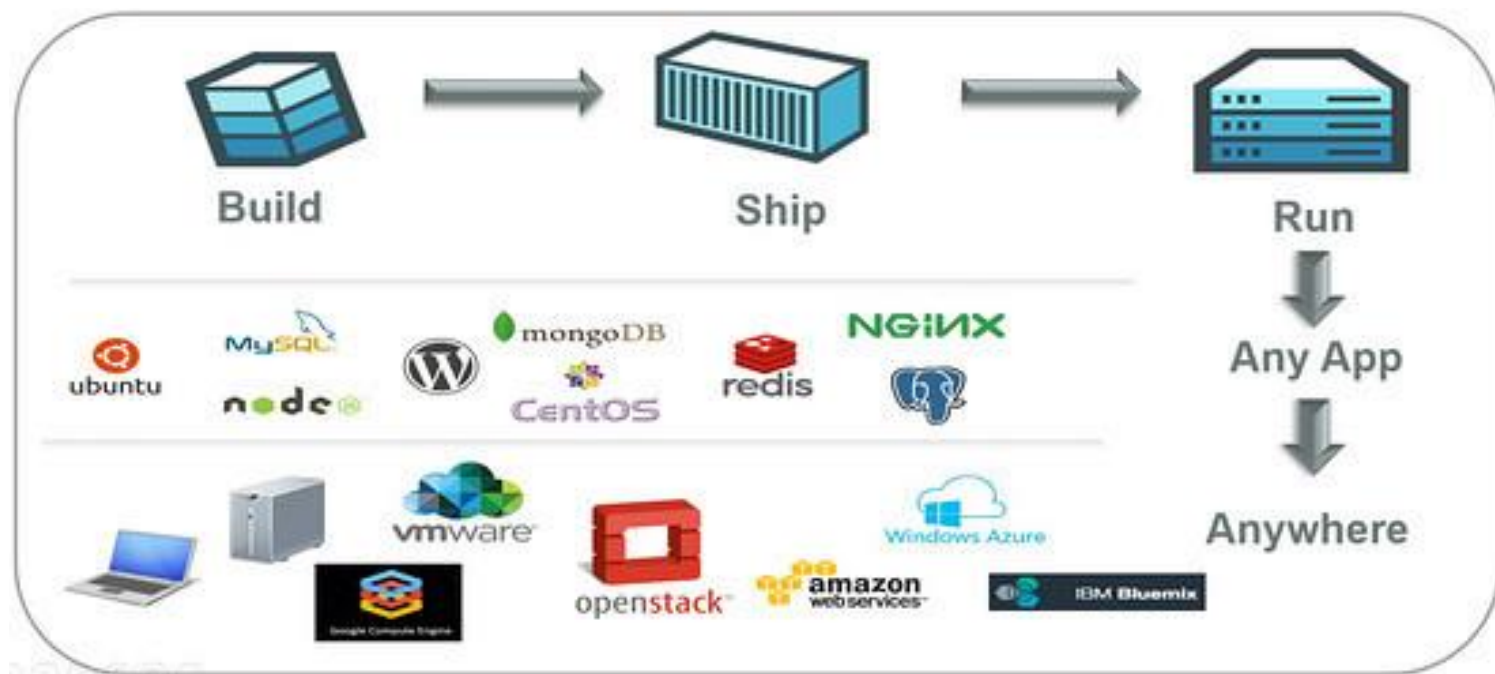 Build
Ship
Run
Any App
Anywhere
ubuntu
MySQL
node
WordPress
mongoDB
CentOS
redis
NGiNX
vmware
Google Compute Engine
openstack
amazon
webservices
Windows Azure
IBM Bluemix